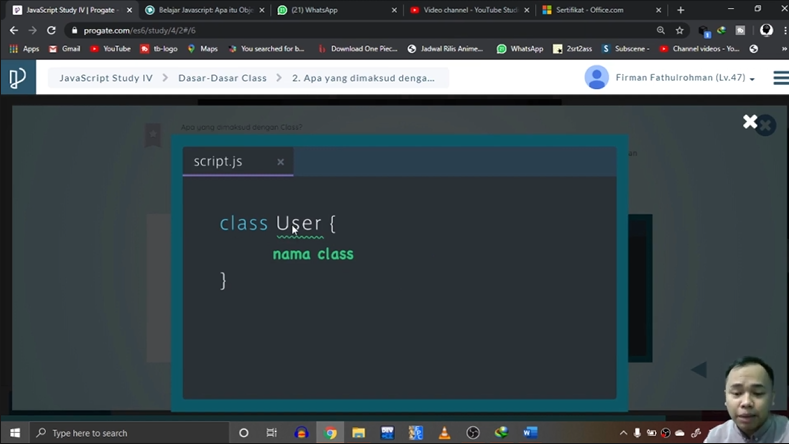 JavaScript Study IV | Progate - B
Belajar Javascript: Apa itu Obje
(21) WhatsApp
Video channel - YouTube Studi
Sertifikat - Office.com
progate.com/es6/study/4/2#/6
Apps
Gmail
YouTube
tb-logo
Maps
You searched for b...
Download One Piec...
Jadwal Rilis Anime...
WhatsApp
2srt2ass
Subscene -
Channel videos - Yo...
JavaScript Study IV
Dasar-Dasar Class
2. Apa yang dimaksud denga...
Firman Fathulrohman (Lv.47)
Apa yang dimaksud dengan Class?
script.js
class User {
nama class
}
Type here to search